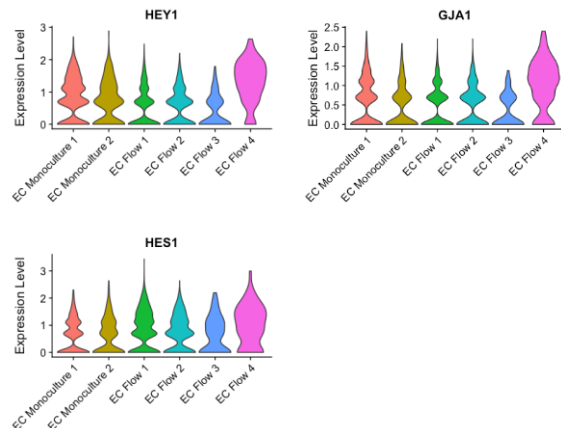 HEY1
Expression Level
3
2
1
0
EC Monoculture 1
EC Monoculture 2
EC Flow 1
EC Flow 2
EC Flow 3
EC Flow 4
GJA1
Expression Level
2.5
2.0
1.5
1.0
0.5
0.0
EC Monoculture 1
EC Monoculture 2
EC Flow 1
EC Flow 2
EC Flow 3
EC Flow 4
HES1
Expression Level
3
2
1
0
EC Monoculture 1
EC Monoculture 2
EC Flow 1
EC Flow 2
EC Flow 3
EC Flow 4